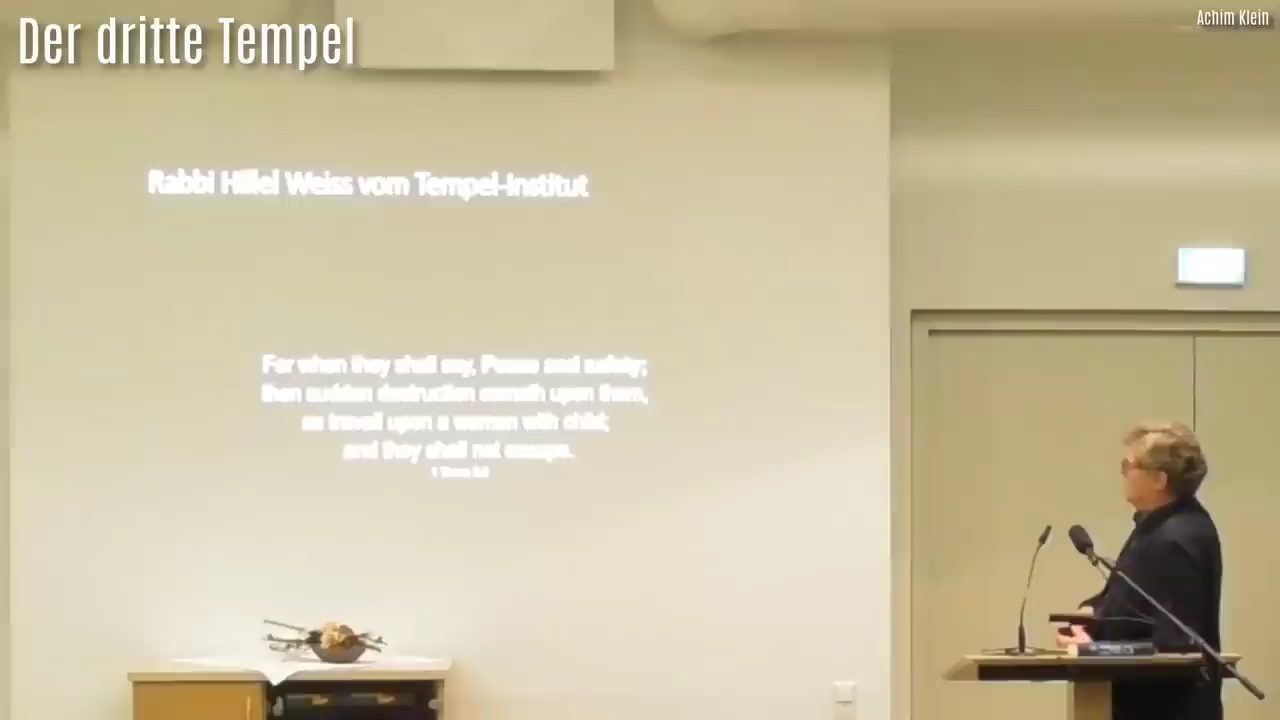 Der dritte Tempel
Achim Klein
Rabbi Hillel Weiss vom Tempel-Institut
For when they shall say, Peace and safety;
then sudden destruction cometh upon them,
as travail upon a woman with child;
and they shall not escape.